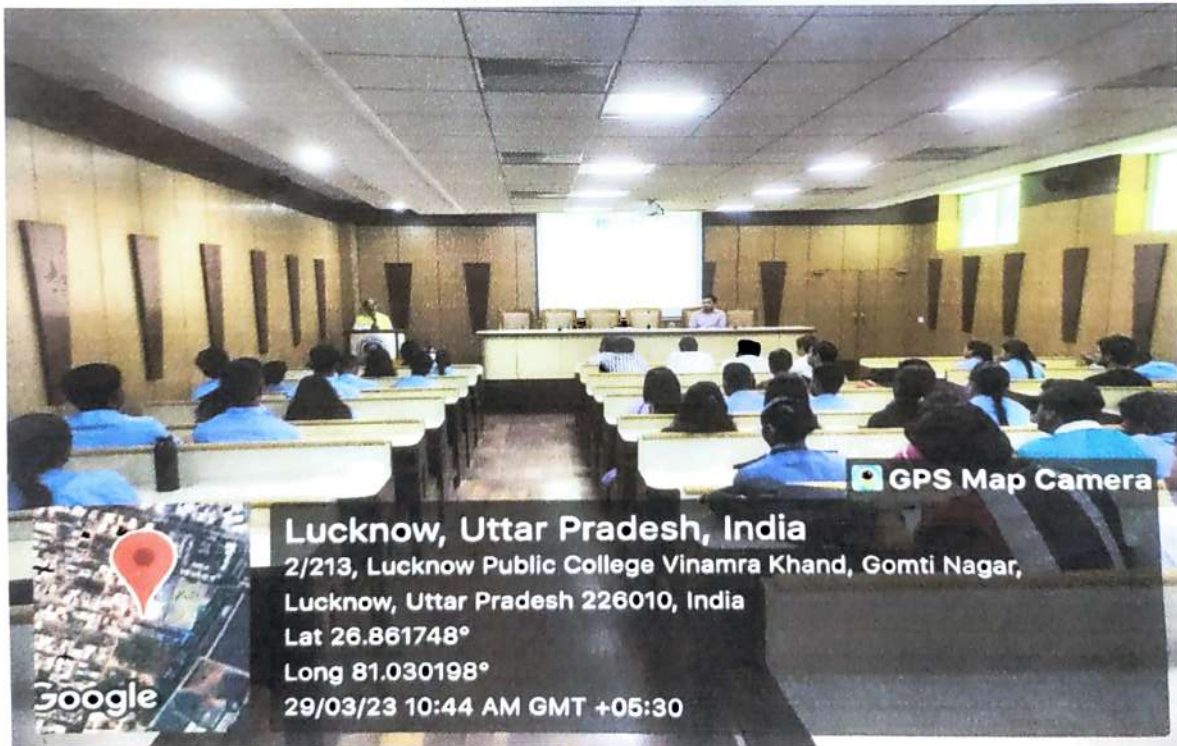 GPS Map Camera
Lucknow, Uttar Pradesh, India
2/213, Lucknow Public College Vinamra Khand, Gomti Nagar,
Lucknow, Uttar Pradesh 226010, India
Lat 26.861748°
Long 81.030198°
29/03/23 10:44 AM GMT +05:30
Google